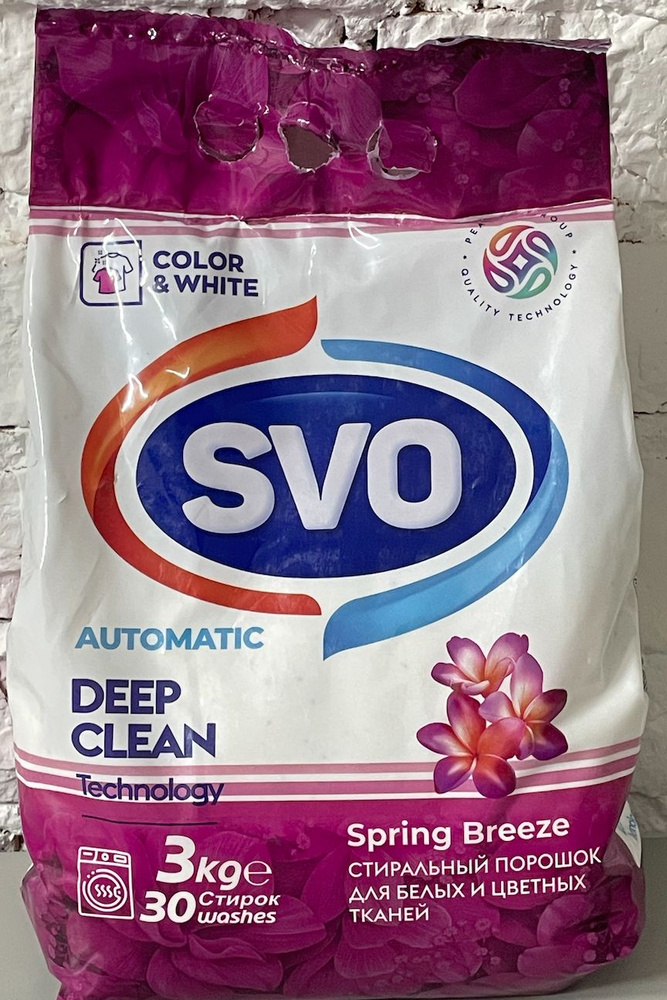 COLOR
& WHITE
QUALITY TECHNOLOGY
SVO
AUTOMATIC
DEEP
CLEAN
Technology
3kg e
30 Стирок
washes
Spring Breeze
СТИРАЛЬНЫЙ ПОРОШОК
ДЛЯ БЕЛЫХ И ЦВЕТНЫХ
ТКАНЕЙ